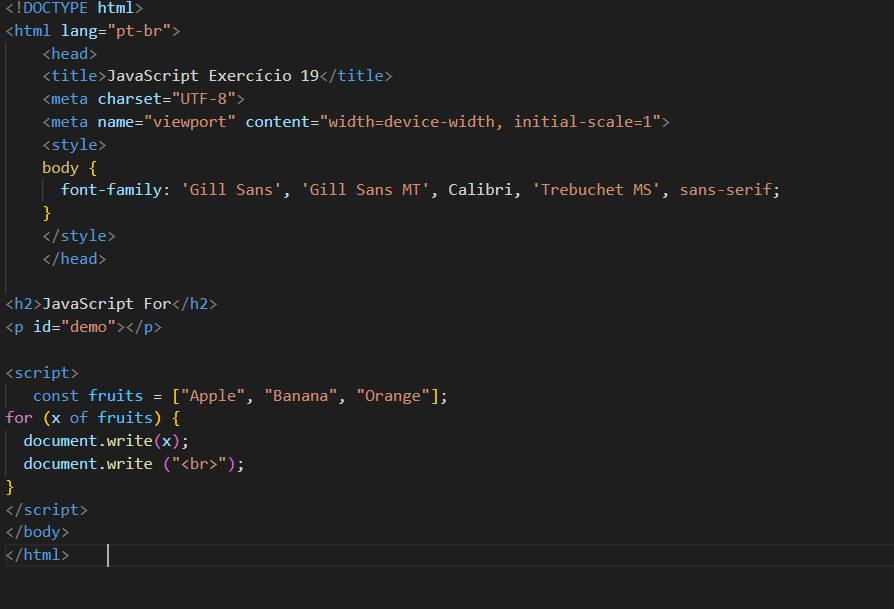 <!DOCTYPE html>
<html lang="pt-br">
    <head>
    <title>JavaScript Exercício 19</title>
    <meta charset="UTF-8">
    <meta name="viewport" content="width=device-width, initial-scale=1">
    <style>
    body {
      font-family: 'Gill Sans', 'Gill Sans MT', Calibri, 'Trebuchet MS', sans-serif;
    }
    </style>
    </head>

<h2>JavaScript For</h2>
<p id="demo"></p>

<script>
   const fruits = ["Apple", "Banana", "Orange"];
for (x of fruits) {
  document.write(x);
  document.write ("<br>");
}
</script>
</body>
</html>